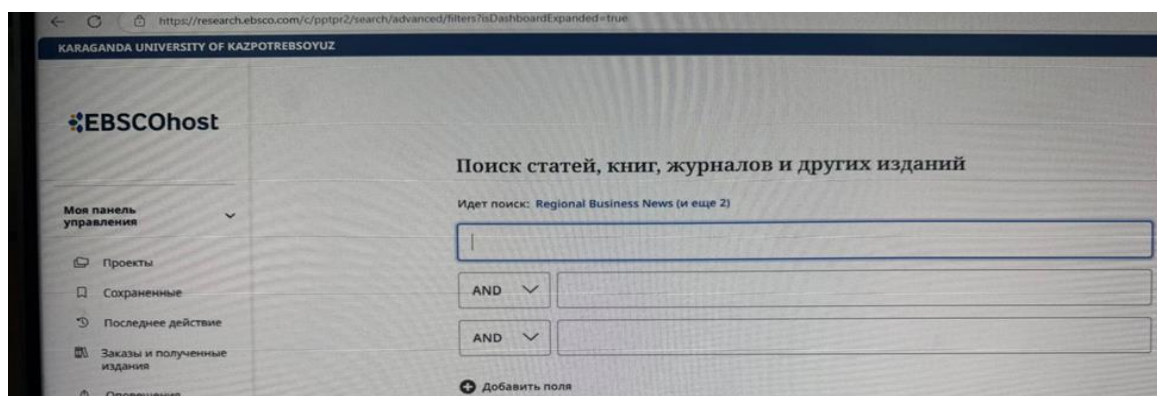 https://research.ebsco.com/c/pptpr2/search/advanced/filters?isDashboardExpanded=true
KARAGANDA UNIVERSITY OF KAZPOTREBSOYUZ
EBSCOhost
Поиск статей, книг, журналов и других изданий
Моя панель
управления
Идет поиск: Regional Business News (и еще 2)
Проекты
Сохраненные
AND
Последнее действие
Заказы и полученные
издания
AND
Добавить поля
Оповещения